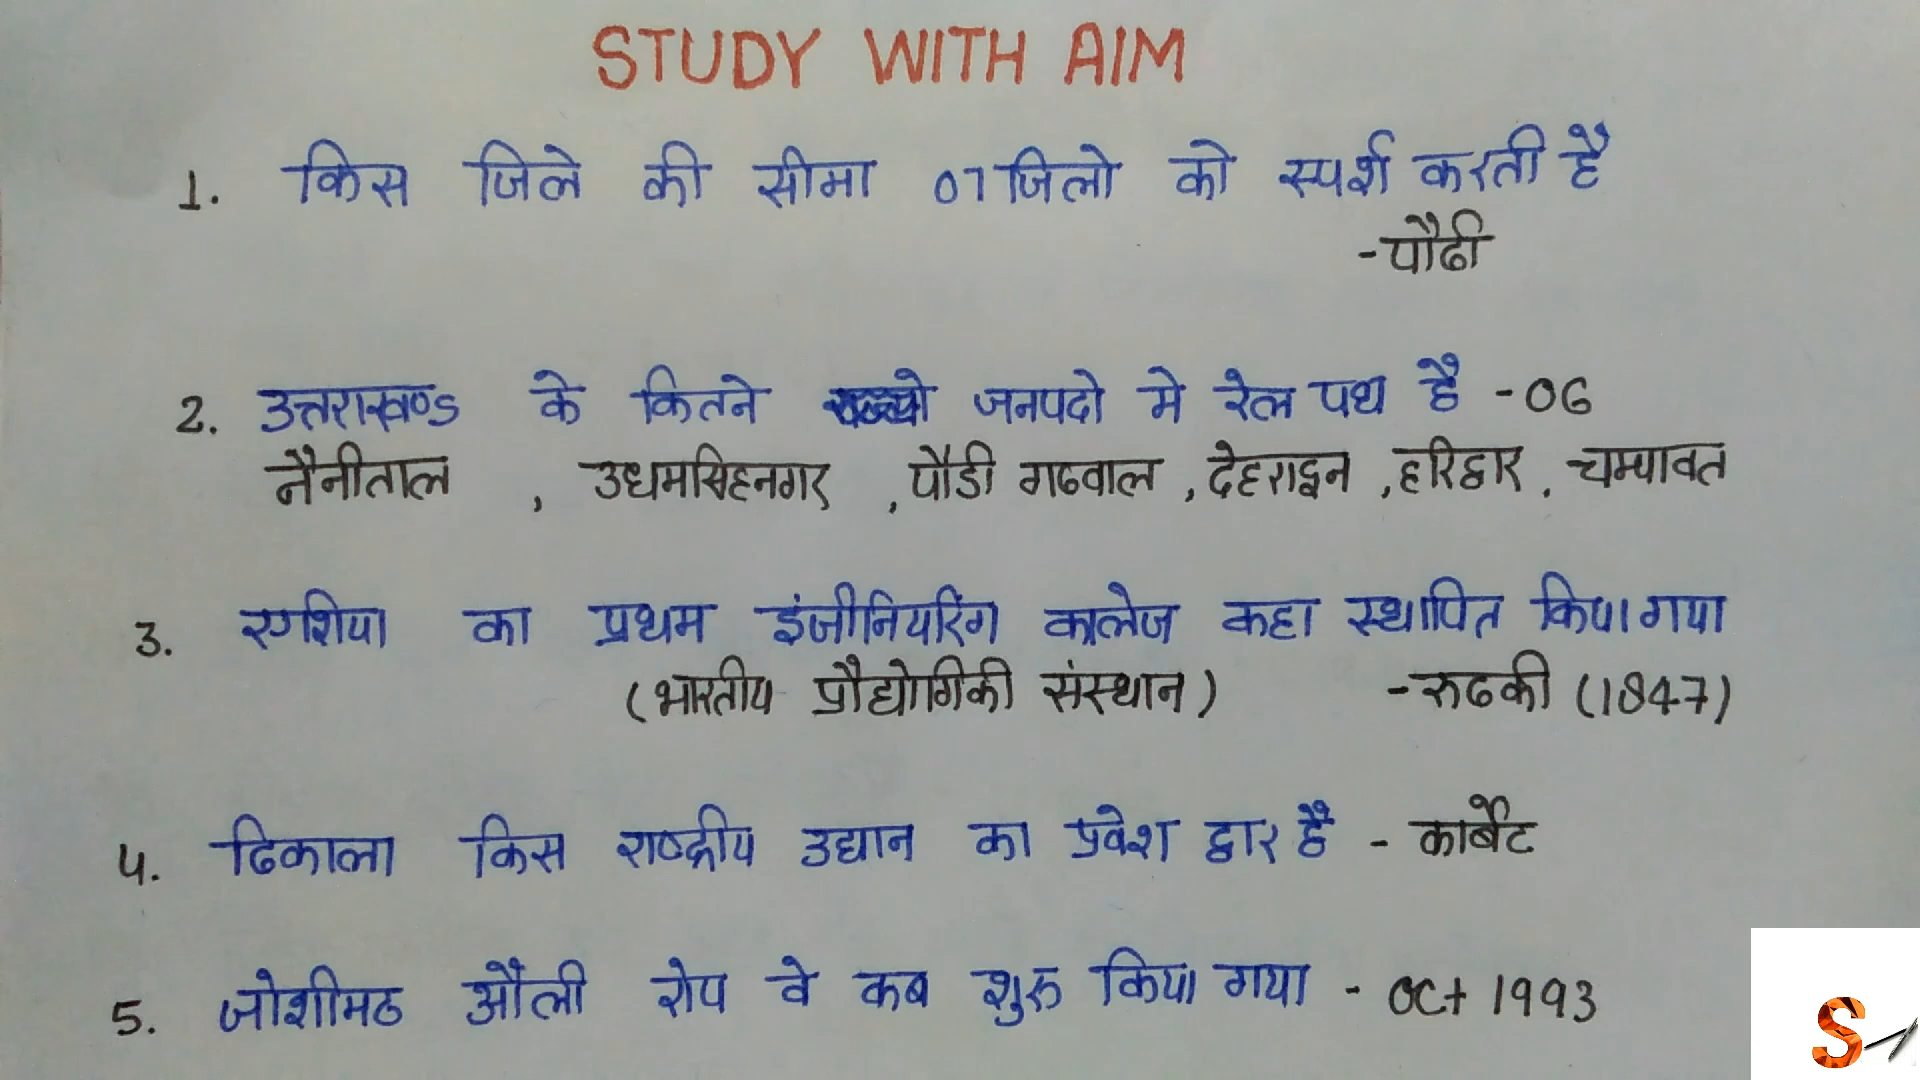 STUDY WITH AIM
1. किस जिले की सीमा 07 जिलो को स्पर्श करती है
-पौढी
2. उत्तराखण्ड के कितने जनपदो मे रेल पथ है - 06
नैनीताल , उधमसिहनगर , पौडी गढवाल , देहरादून , हरिद्वार , चम्पावत
3. एशिया का प्रथम इंजीनियरिंग कालेज कहा स्थापित किया गया
(भारतीय प्रौद्योगिकी संस्थान) - रुढकी (1847)
4. ढिकाला किस राष्ट्रीय उद्यान का प्रवेश द्वार है - कार्बेट
5. जोशीमठ औली रोप वे कब शुरु किया गया - oct 1993
S